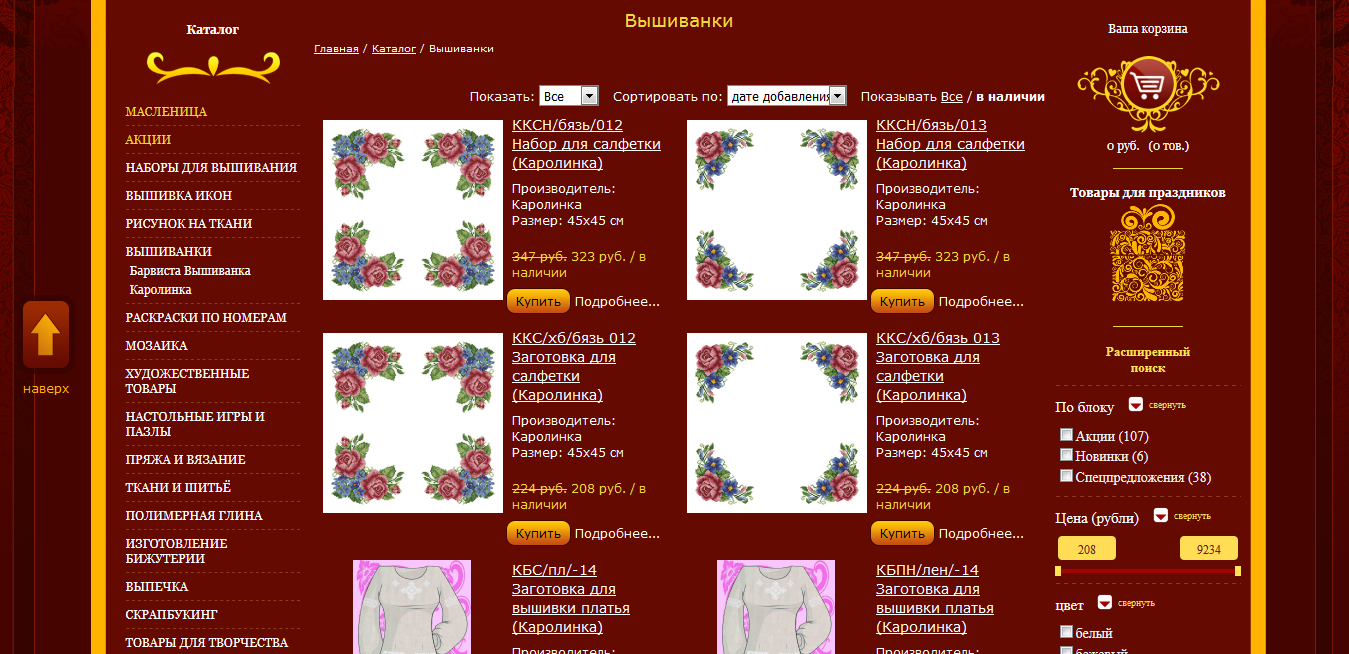 Каталог
МАСЛЕНИЦА
АКЦИИ
НАБОРЫ ДЛЯ ВЫШИВАНИЯ
ВЫШИВКА ИКОН
РИСУНОК НА ТКАНИ
ВЫШИВАНКИ
Барвиста Вышиванка
Каролинка
РАСКРАСКИ ПО НОМЕРАМ
МОЗАИКА
ХУДОЖЕСТВЕННЫЕ
ТОВАРЫ
НАСТОЛЬНЫЕ ИГРЫ И
ПАЗЛЫ
ПРЯЖА И ВЯЗАНИЕ
ТКАНИ И ШИТЬЁ
ПОЛИМЕРНАЯ ГЛИНА
ИЗГОТОВЛЕНИЕ
БИЖУТЕРИИ
ВЫПЕЧКА
СКРАПБУКИНГ
ТОВАРЫ ДЛЯ ТВОРЧЕСТВА
наверх
Вышиванки
Главная / Каталог / Вышиванки
Показать: Все Сортировать по: дате добавления Показывать Все / в наличии
ККСН/бязь/012
Набор для салфетки
(Каролинка)
Производитель:
Каролинка
Размер: 45х45 см
347 руб. 323 руб. / в
наличии
Купить Подробнее...
ККСН/бязь/013
Набор для салфетки
(Каролинка)
Производитель:
Каролинка
Размер: 45х45 см
347 руб. 323 руб. / в
наличии
Купить Подробнее...
ККС/хб/бязь 012
Заготовка для
салфетки
(Каролинка)
Производитель:
Каролинка
Размер: 45х45 см
224 руб. 208 руб. / в
наличии
Купить Подробнее...
ККС/хб/бязь 013
Заготовка для
салфетки
(Каролинка)
Производитель:
Каролинка
Размер: 45х45 см
224 руб. 208 руб. / в
наличии
Купить Подробнее...
КБС/пл/-14
Заготовка для
вышивки платья
(Каролинка)
Производитель:
КБПН/лен/-14
Заготовка для
вышивки платья
(Каролинка)
Производитель:
Ваша корзина
0 руб. (0 тов.)
Товары для праздников
Расширенный
поиск
По блоку свернуть
Акции (107)
Новинки (6)
Спецпредложения (38)
Цена (рубли) свернуть
208 9234
цвет свернуть
белый
бежевый